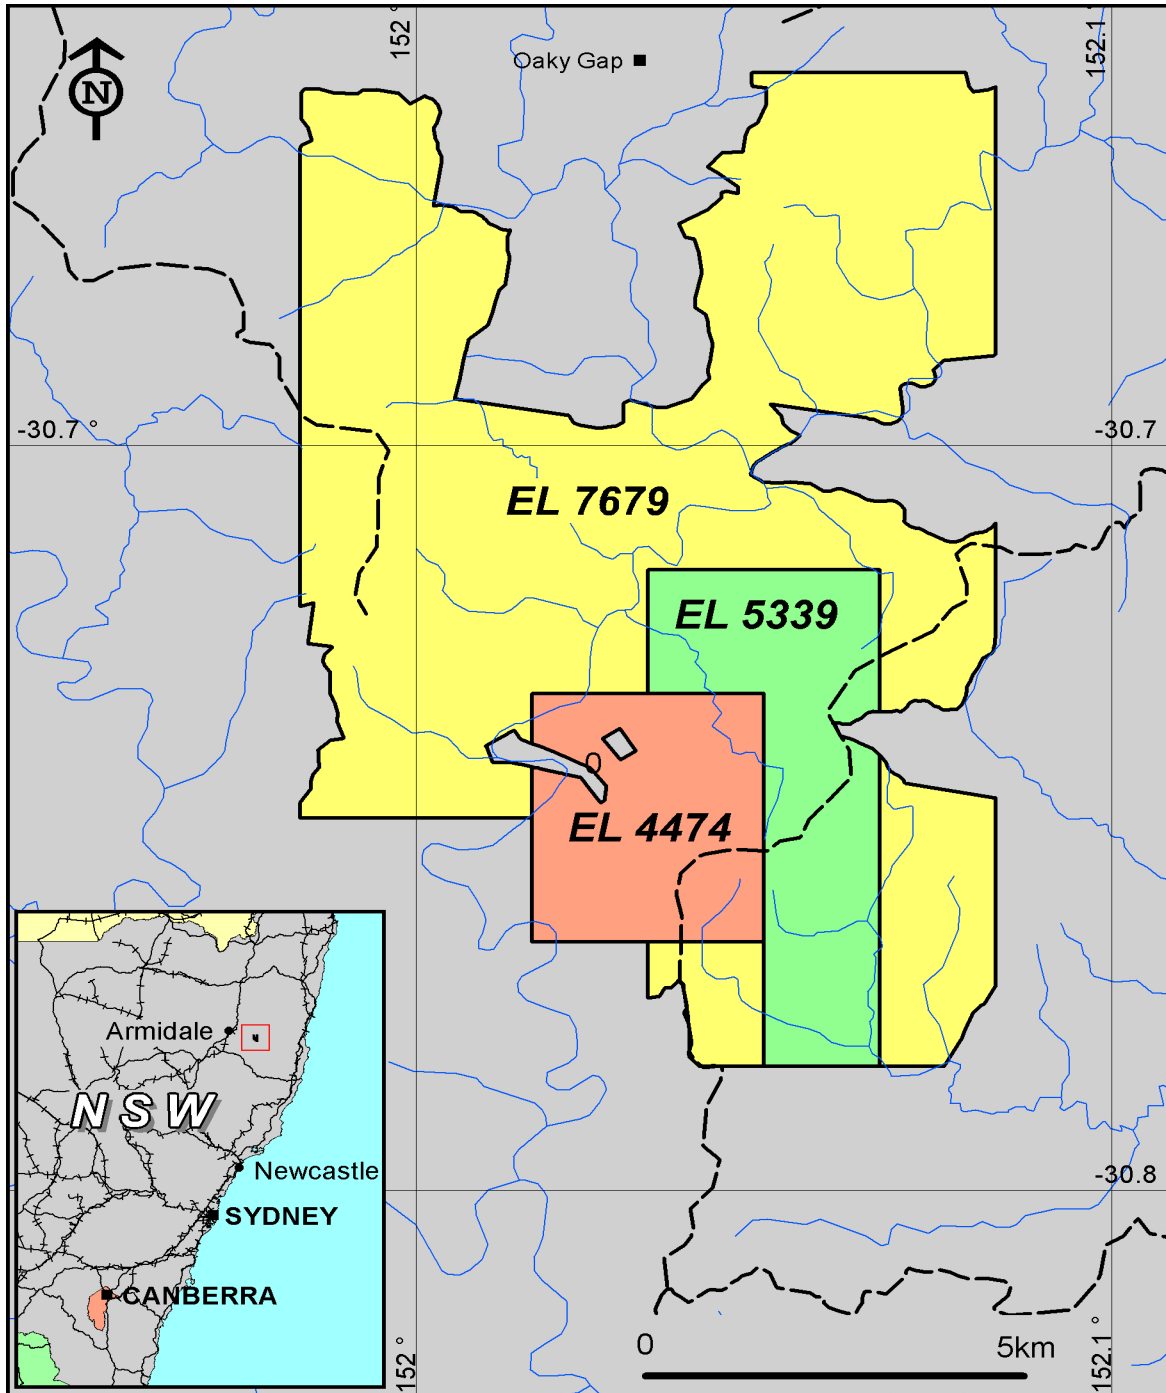 152 °
152.1 °
N
Oaky Gap
-30.7 °
-30.7
EL 7679
EL 5339
EL 4474
Armidale
NSW
Newcastle
SYDNEY
CANBERRA
-30.8
0
5km
152 °
152.1 °